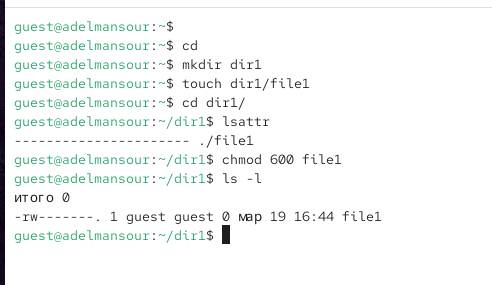 guest@adelmansour:~$
guest@adelmansour:~$ cd
guest@adelmansour:~$ mkdir dir1
guest@adelmansour:~$ touch dir1/file1
guest@adelmansour:~$ cd dir1/
guest@adelmansour:~/dir1$ lsattr
---------------------- ./file1
guest@adelmansour:~/dir1$ chmod 600 file1
guest@adelmansour:~/dir1$ ls -l
итого 0
-rw-------. 1 guest guest 0 мар 19 16:44 file1
guest@adelmansour:~/dir1$